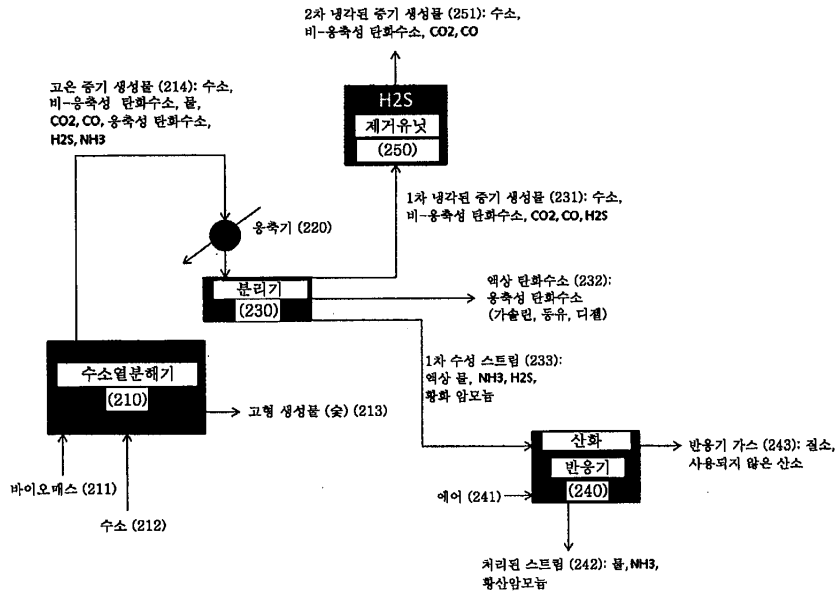 2차 냉각된 증기 생성물 (251): 수소,
비-응축성 탄화수소, CO2, CO
고온 증기 생성물 (214): 수소,
비-응축성 탄화수소, 물,
CO2, CO, 응축성 탄화수소,
H2S, NH3
H2S
제거유닛
(250)
1차 냉각된 증기 생성물 (231): 수소,
비-응축성 탄화수소, CO2, CO, H2S
응축기 (220)
분리기
(230)
액상 탄화수소 (232):
응축성 탄화수소
(가솔린, 등유, 디젤)
1차 수성 스트림 (233):
액상 물, NH3, H2S,
황화 암모늄
수소열분해기
(210)
고형 생성물 (숯) (213)
산화
반응기
(240)
반응기 가스 (243): 질소,
사용되지 않은 산소
에어 (241)
바이오매스 (211)
수소 (212)
처리된 스트림 (242): 물, NH3,
황산암모늄